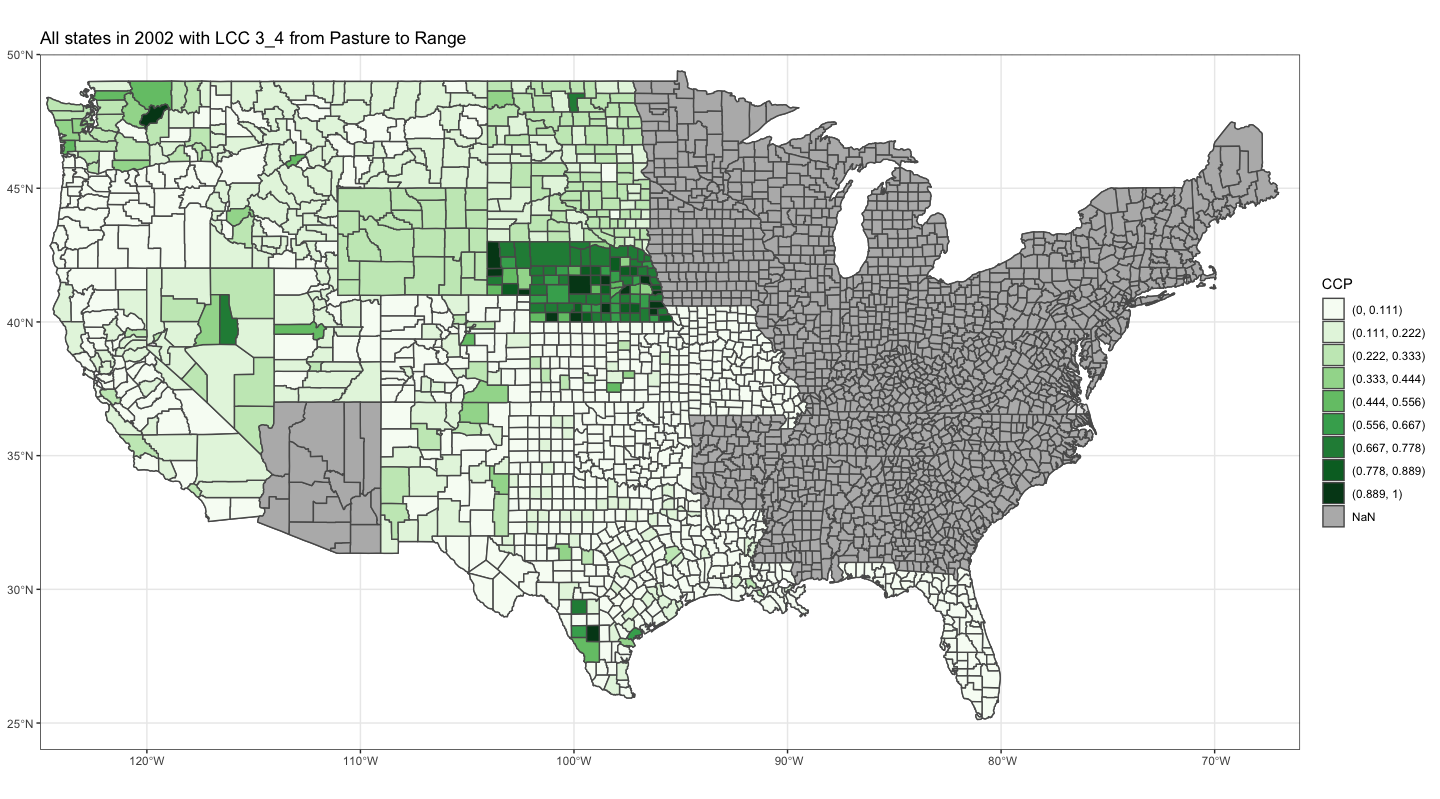 All states in 2002 with LCC 3_4 from Pasture to Range
50°N
45°N
40°N
35°N
30°N
25°N
120°W
110°W
100°W
90°W
80°W
70°W
CCP
(0, 0.111)
(0.111, 0.222)
(0.222, 0.333)
(0.333, 0.444)
(0.444, 0.556)
(0.556, 0.667)
(0.667, 0.778)
(0.778, 0.889)
(0.889, 1)
NaN